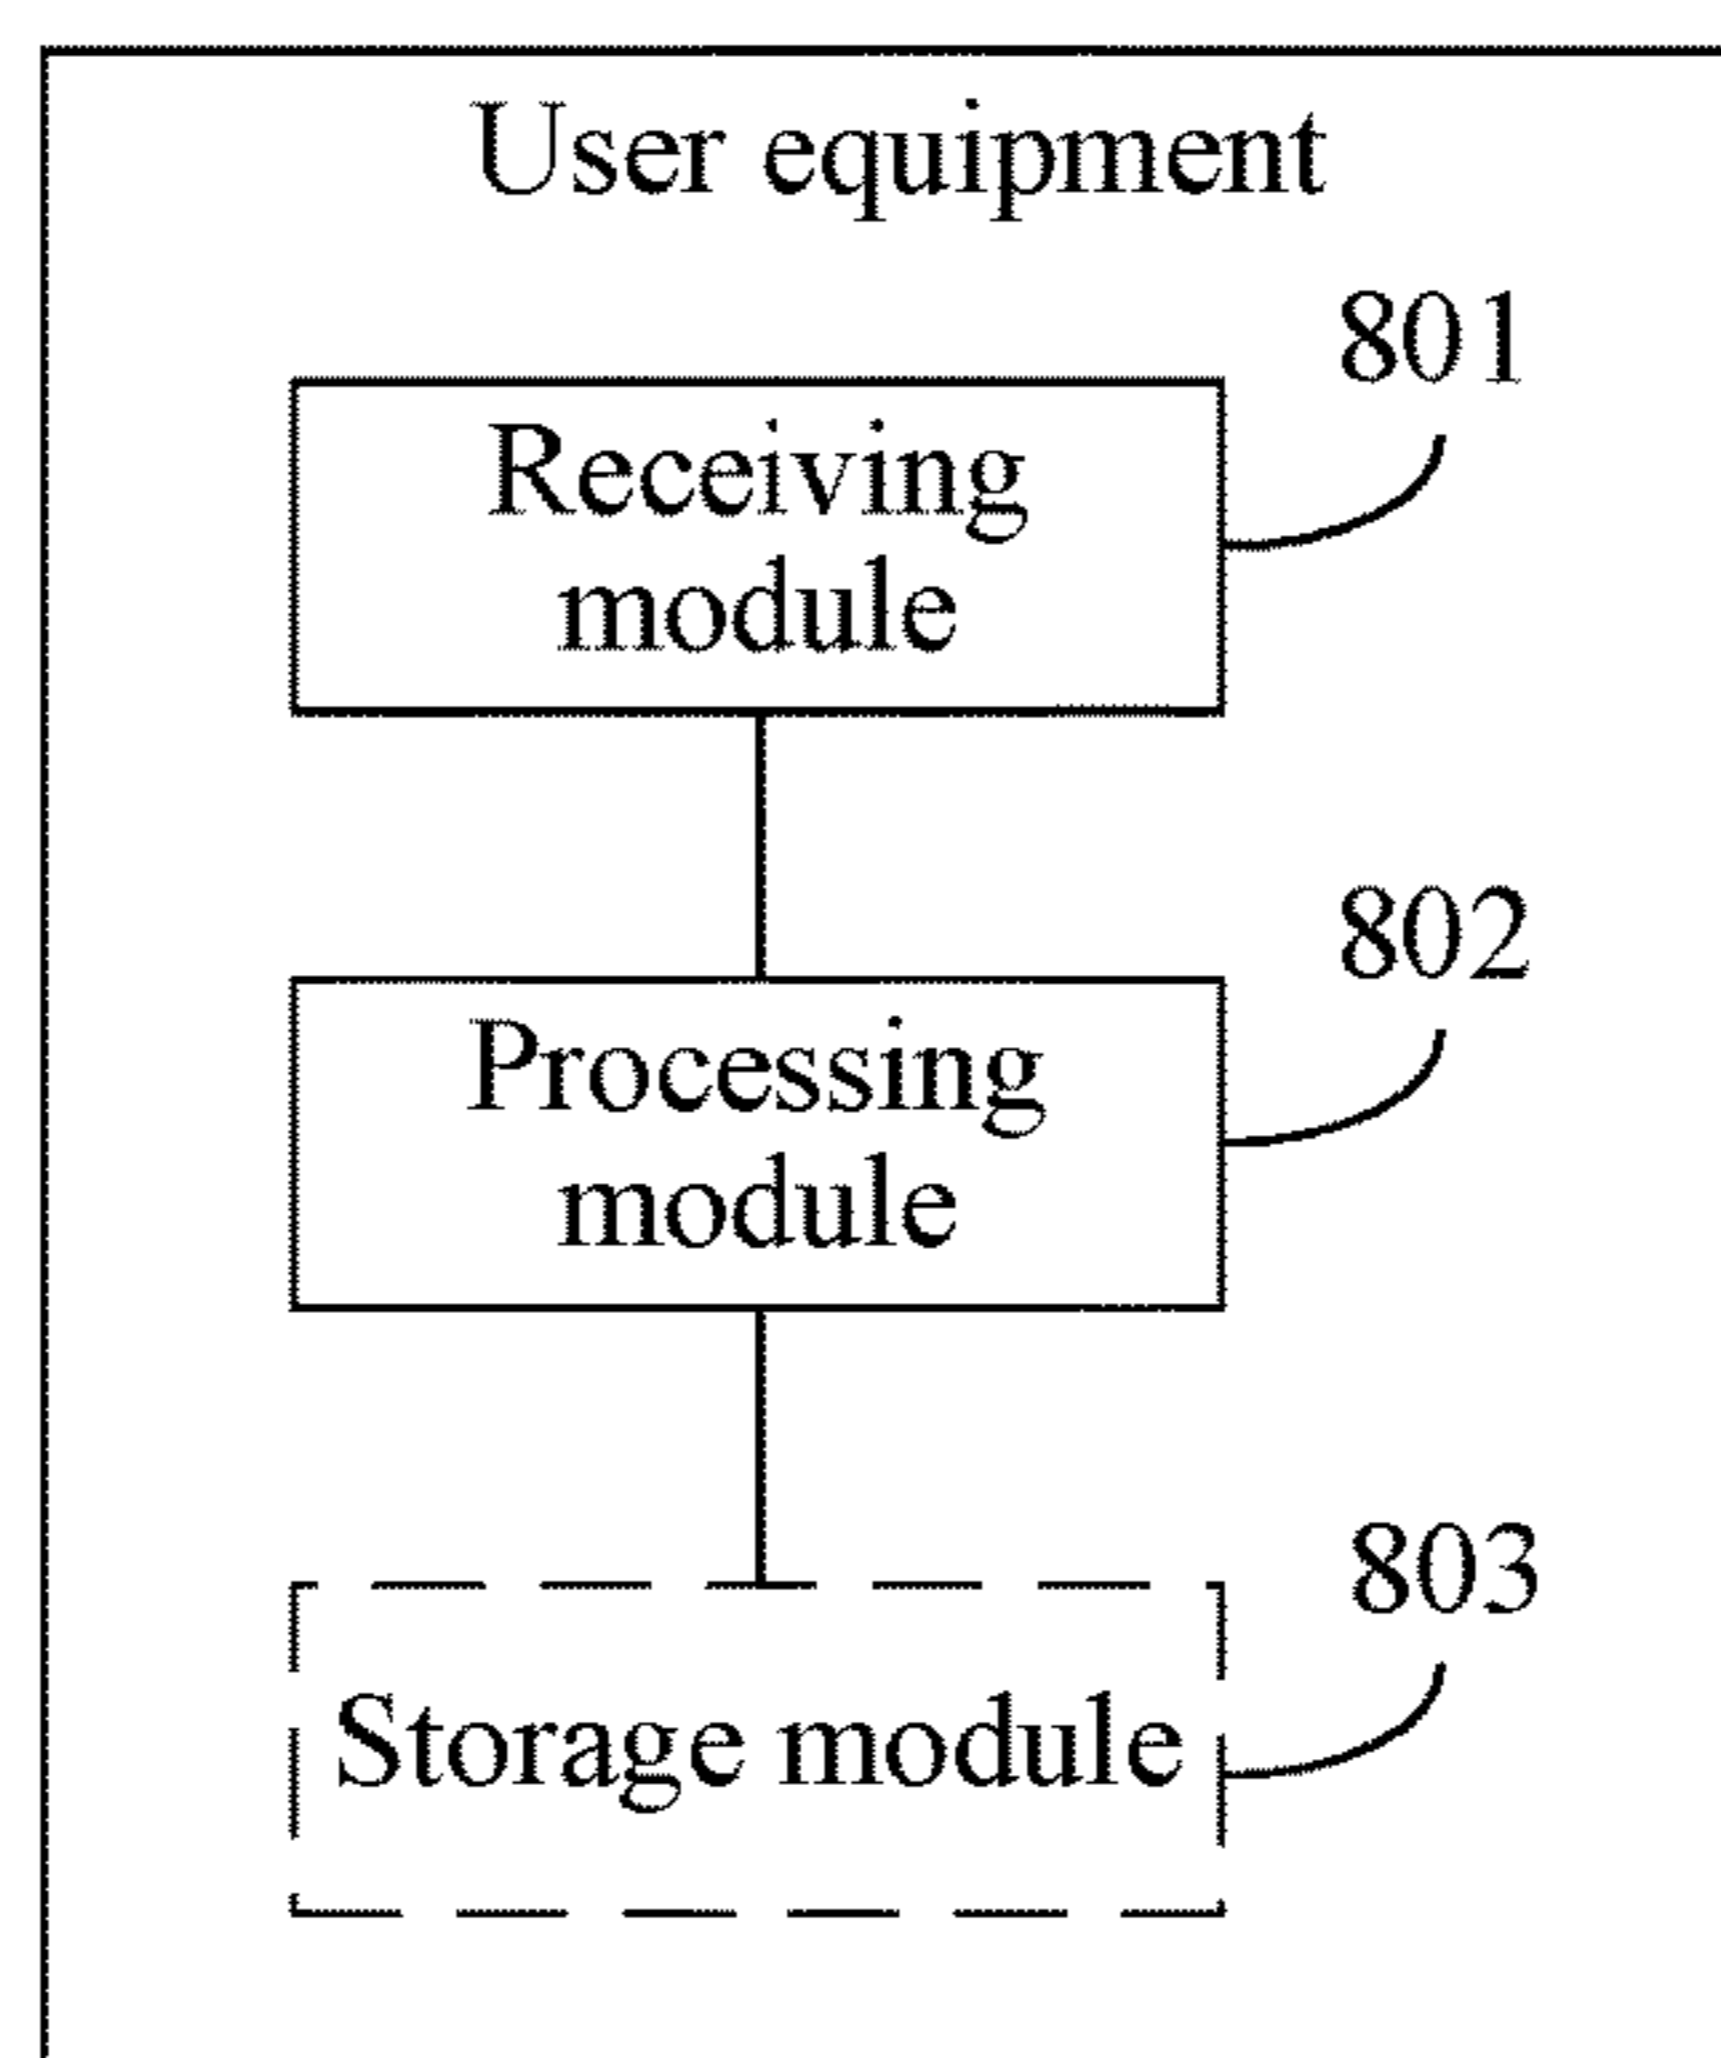 User equipment
801
Receiving
module
802
Processing
module
803
Storage module